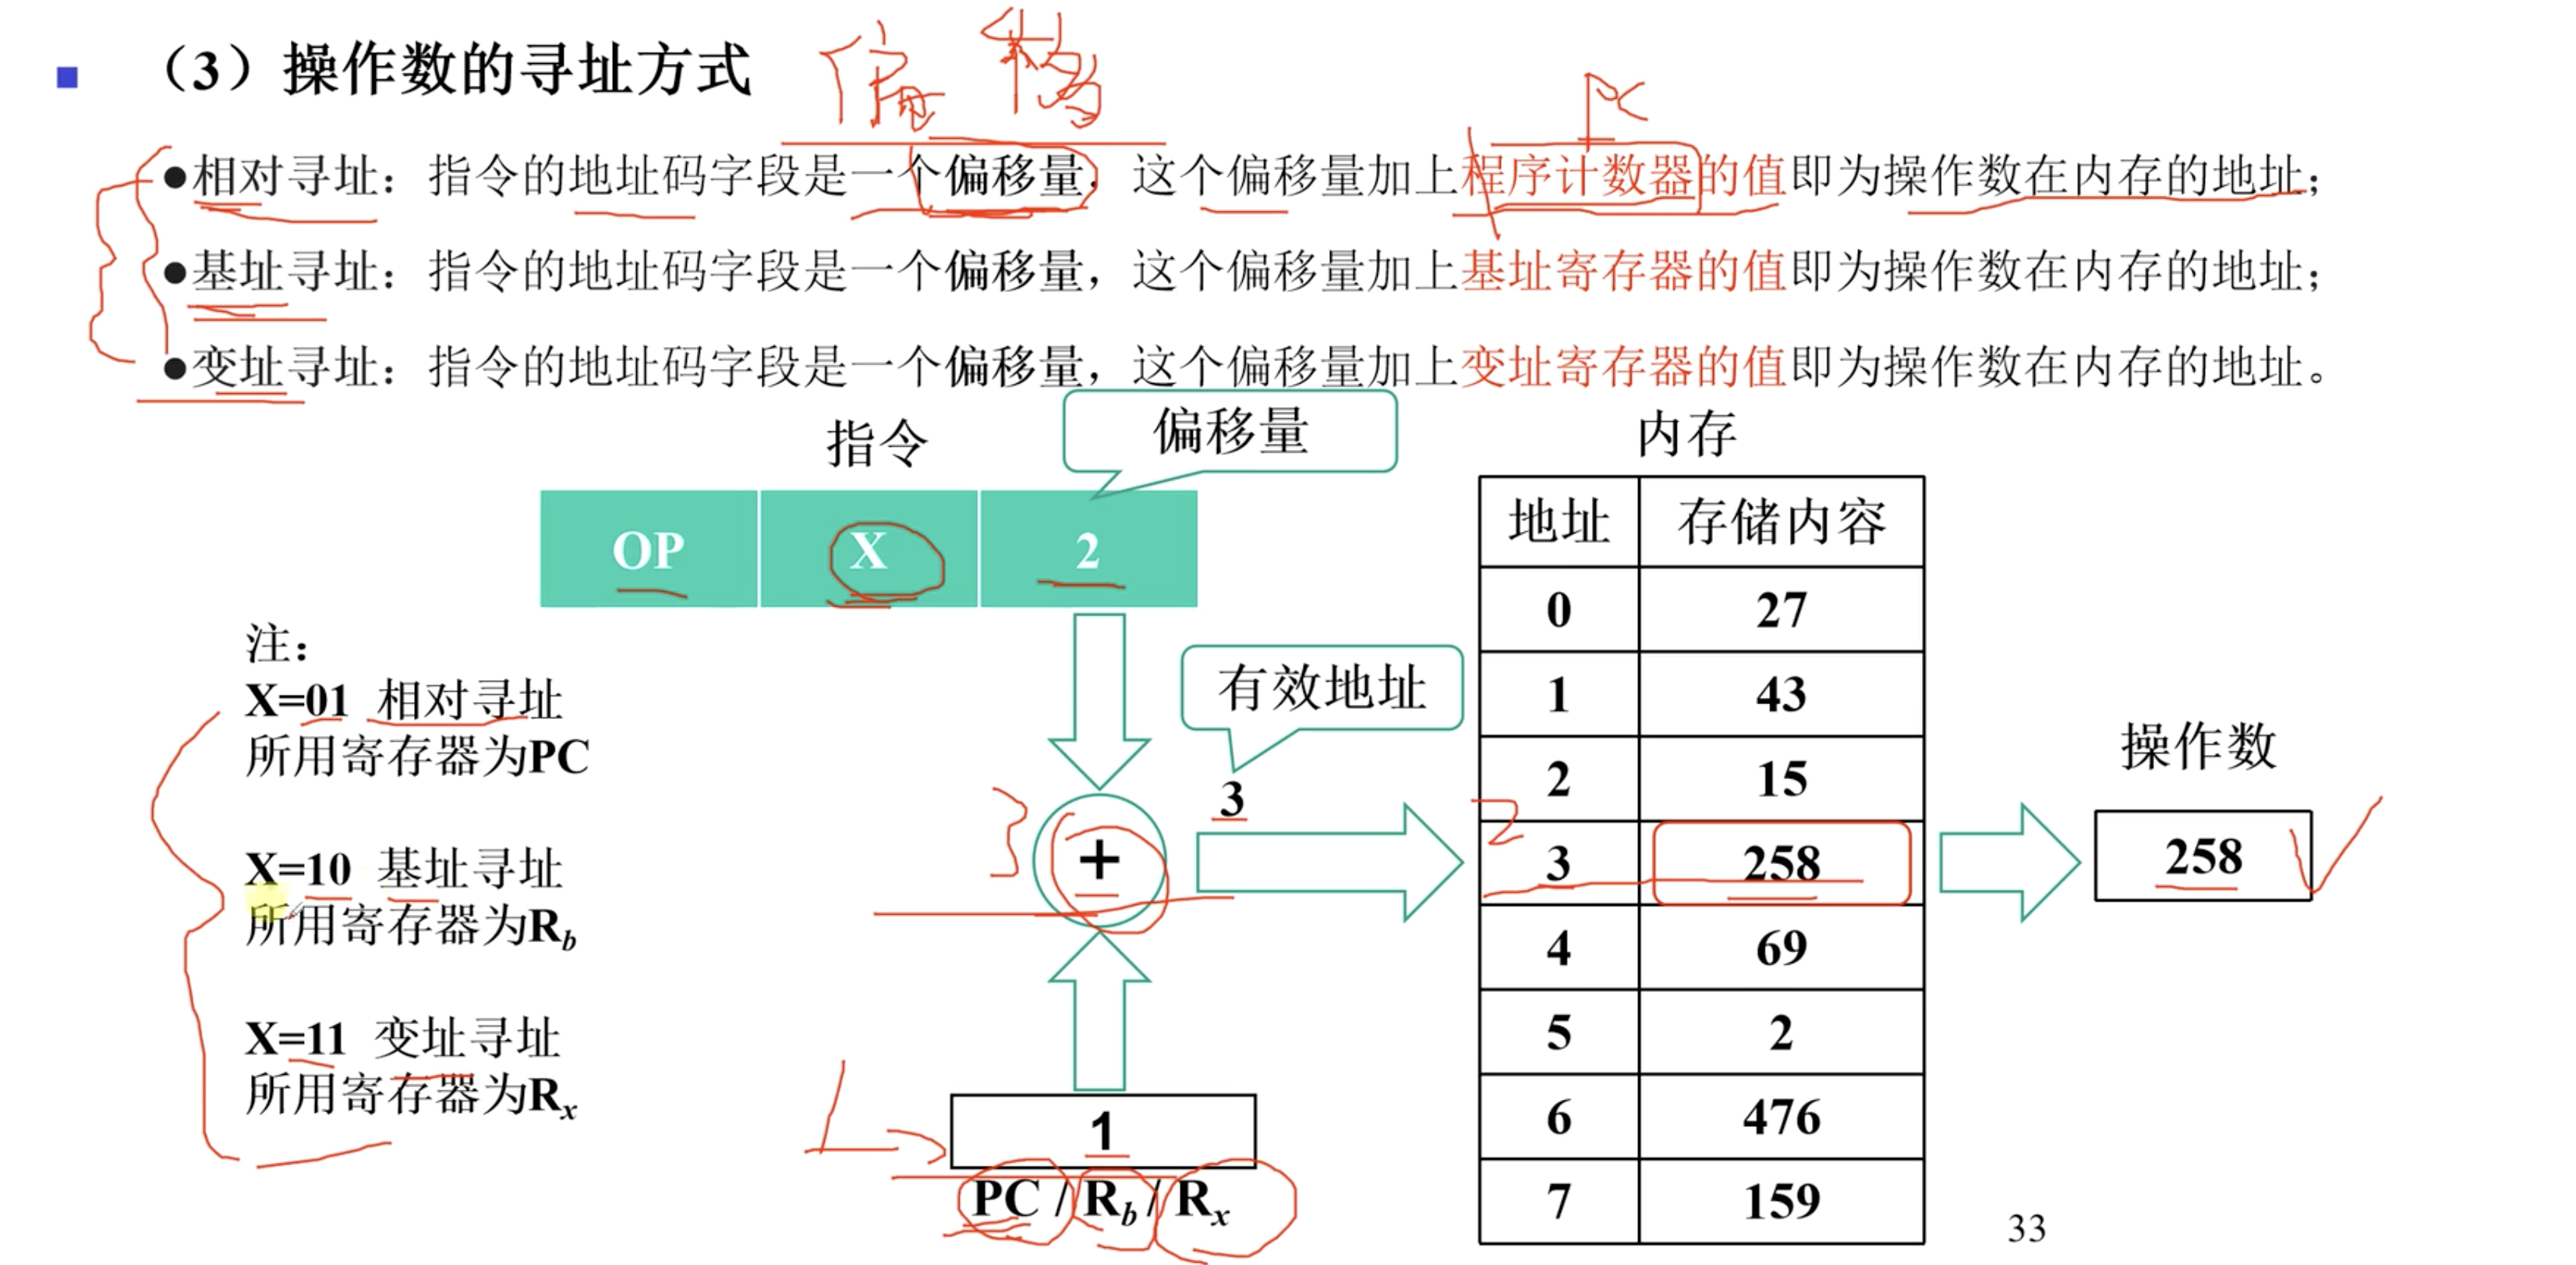 （3）操作数的寻址方式
偏移
PC
●相对寻址：指令的地址码字段是一个偏移量，这个偏移量加上程序计数器的值即为操作数在内存的地址；
●基址寻址：指令的地址码字段是一个偏移量，这个偏移量加上基址寄存器的值即为操作数在内存的地址；
●变址寻址：指令的地址码字段是一个偏移量，这个偏移量加上变址寄存器的值即为操作数在内存的地址。
指令
偏移量
OP X 2
注：
X=01 相对寻址
所用寄存器为PC
X=10 基址寻址
所用寄存器为Rb
X=11 变址寻址
所用寄存器为Rx
3
+
有效地址
3
1
PC / Rb / Rx
内存
地址 存储内容
0 27
1 43
2 15
2
3 258
4 69
5 2
6 476
7 159
操作数
258
33